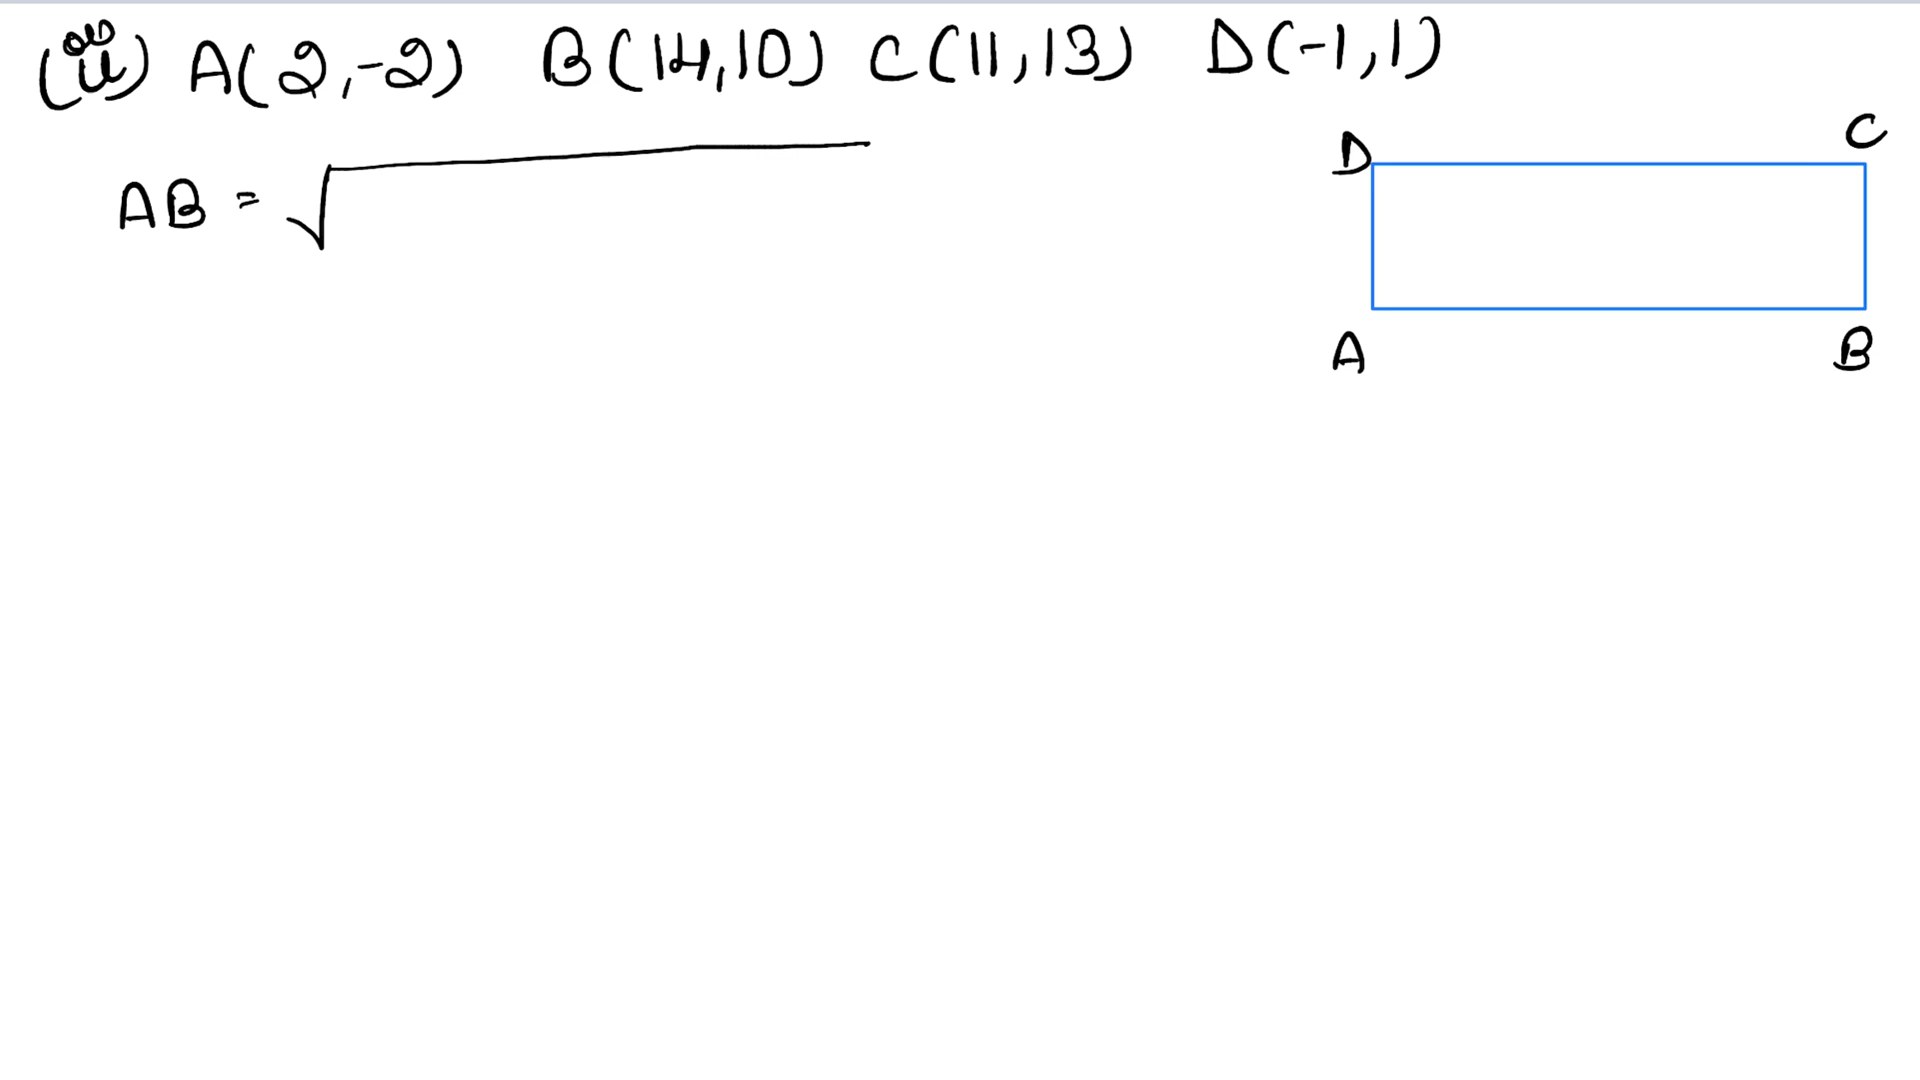 (ii) A(2,-2) B(14,10) C(11,13) D(-1,1)
D C
AB = √
A B